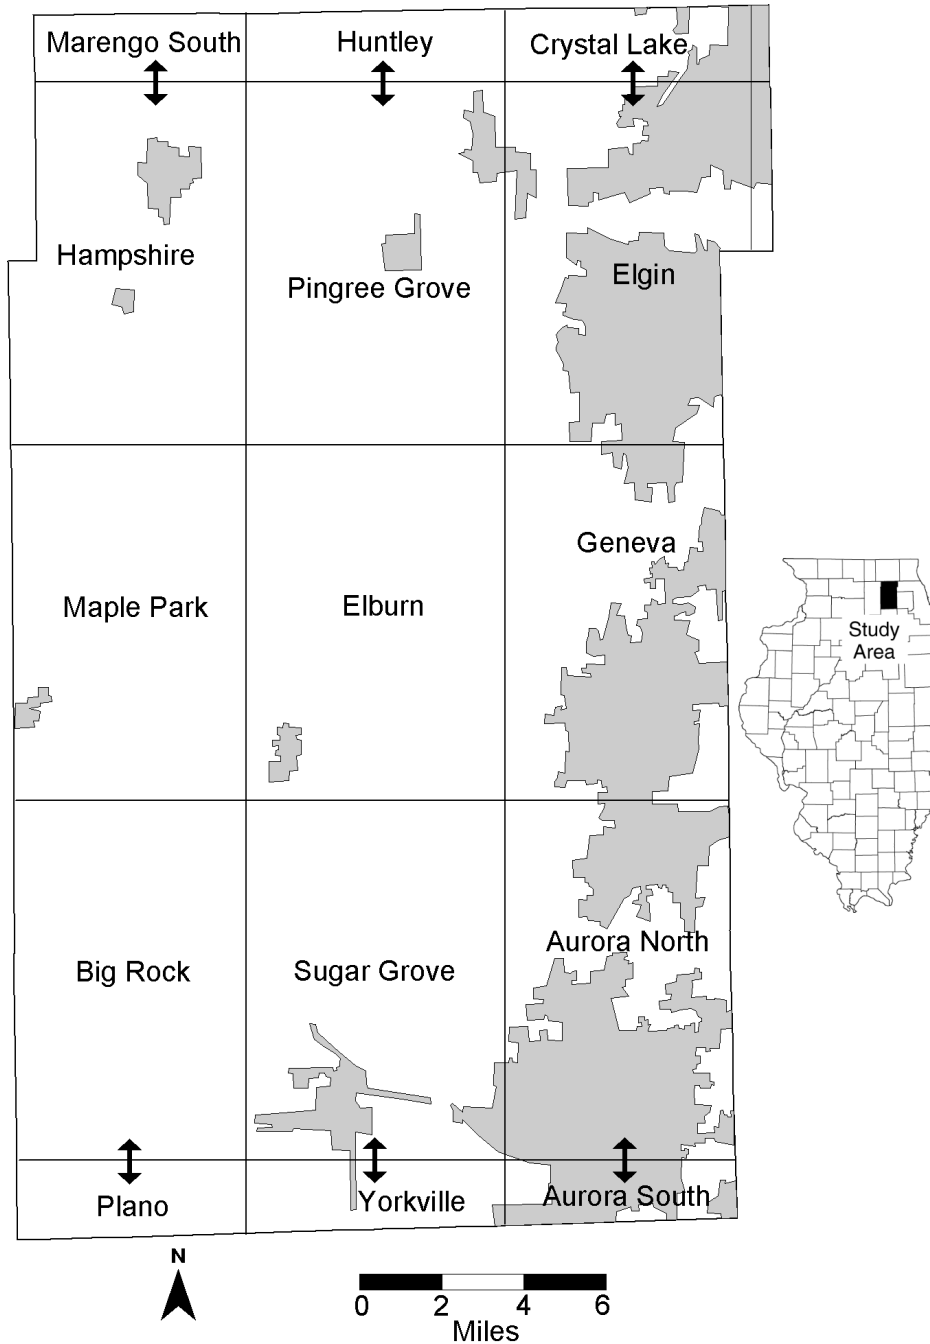 Marengo South
Huntley
Crystal Lake
Hampshire
Pingree Grove
Elgin
Geneva
Maple Park
Elburn
Study
Area
Big Rock
Sugar Grove
Aurora North
Plano
Yorkville
Aurora South
N
0 2 4 6
Miles